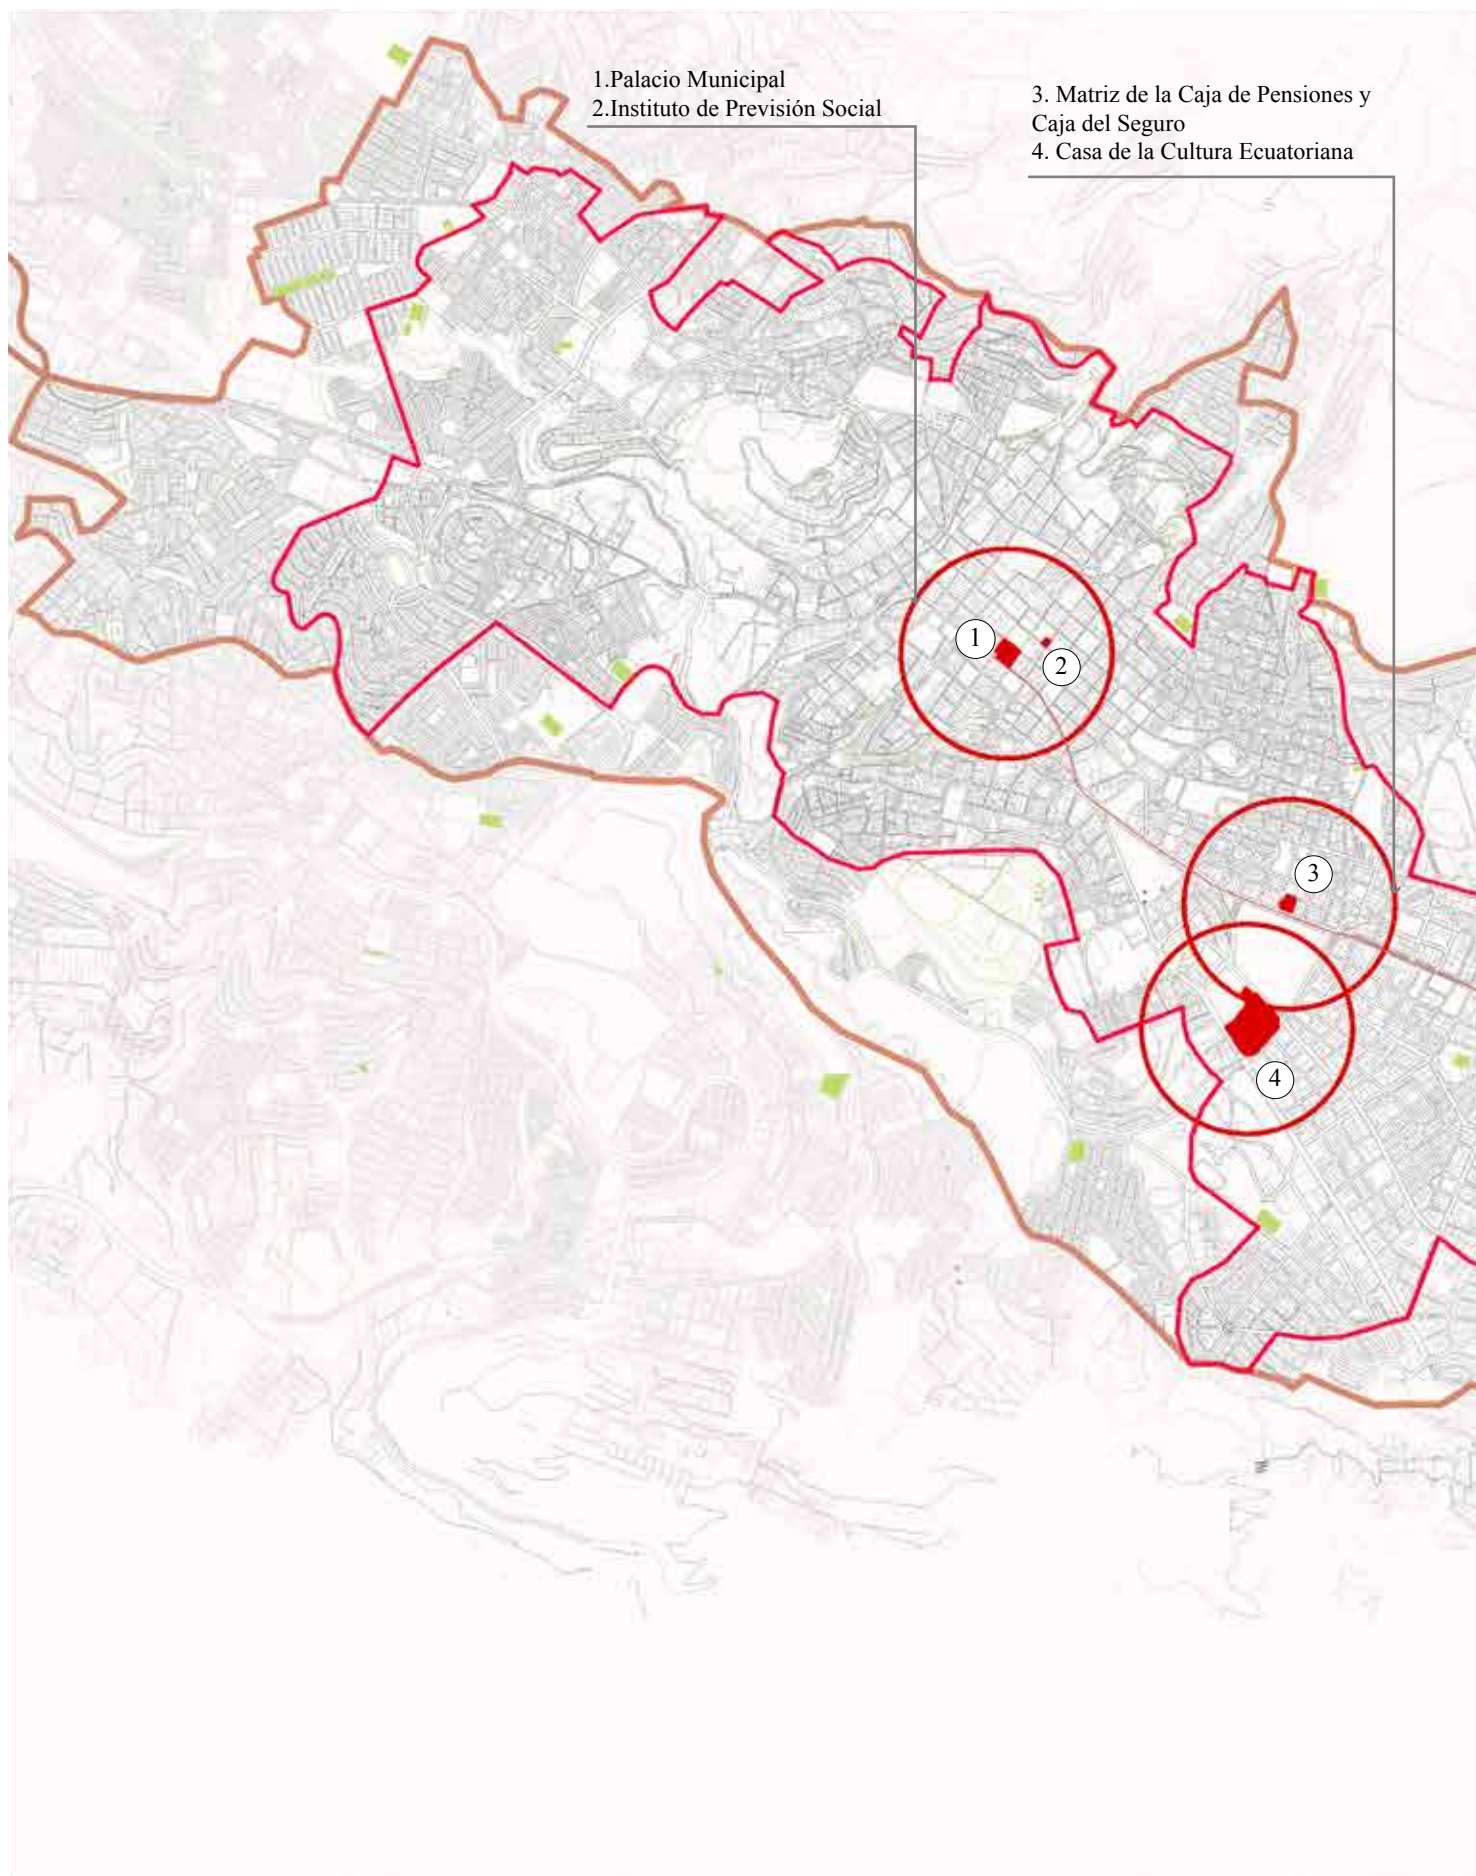 1.Palacio Municipal
2.Instituto de Previsión Social
3. Matriz de la Caja de Pensiones y
Caja del Seguro
4. Casa de la Cultura Ecuatoriana
1
2
3
4